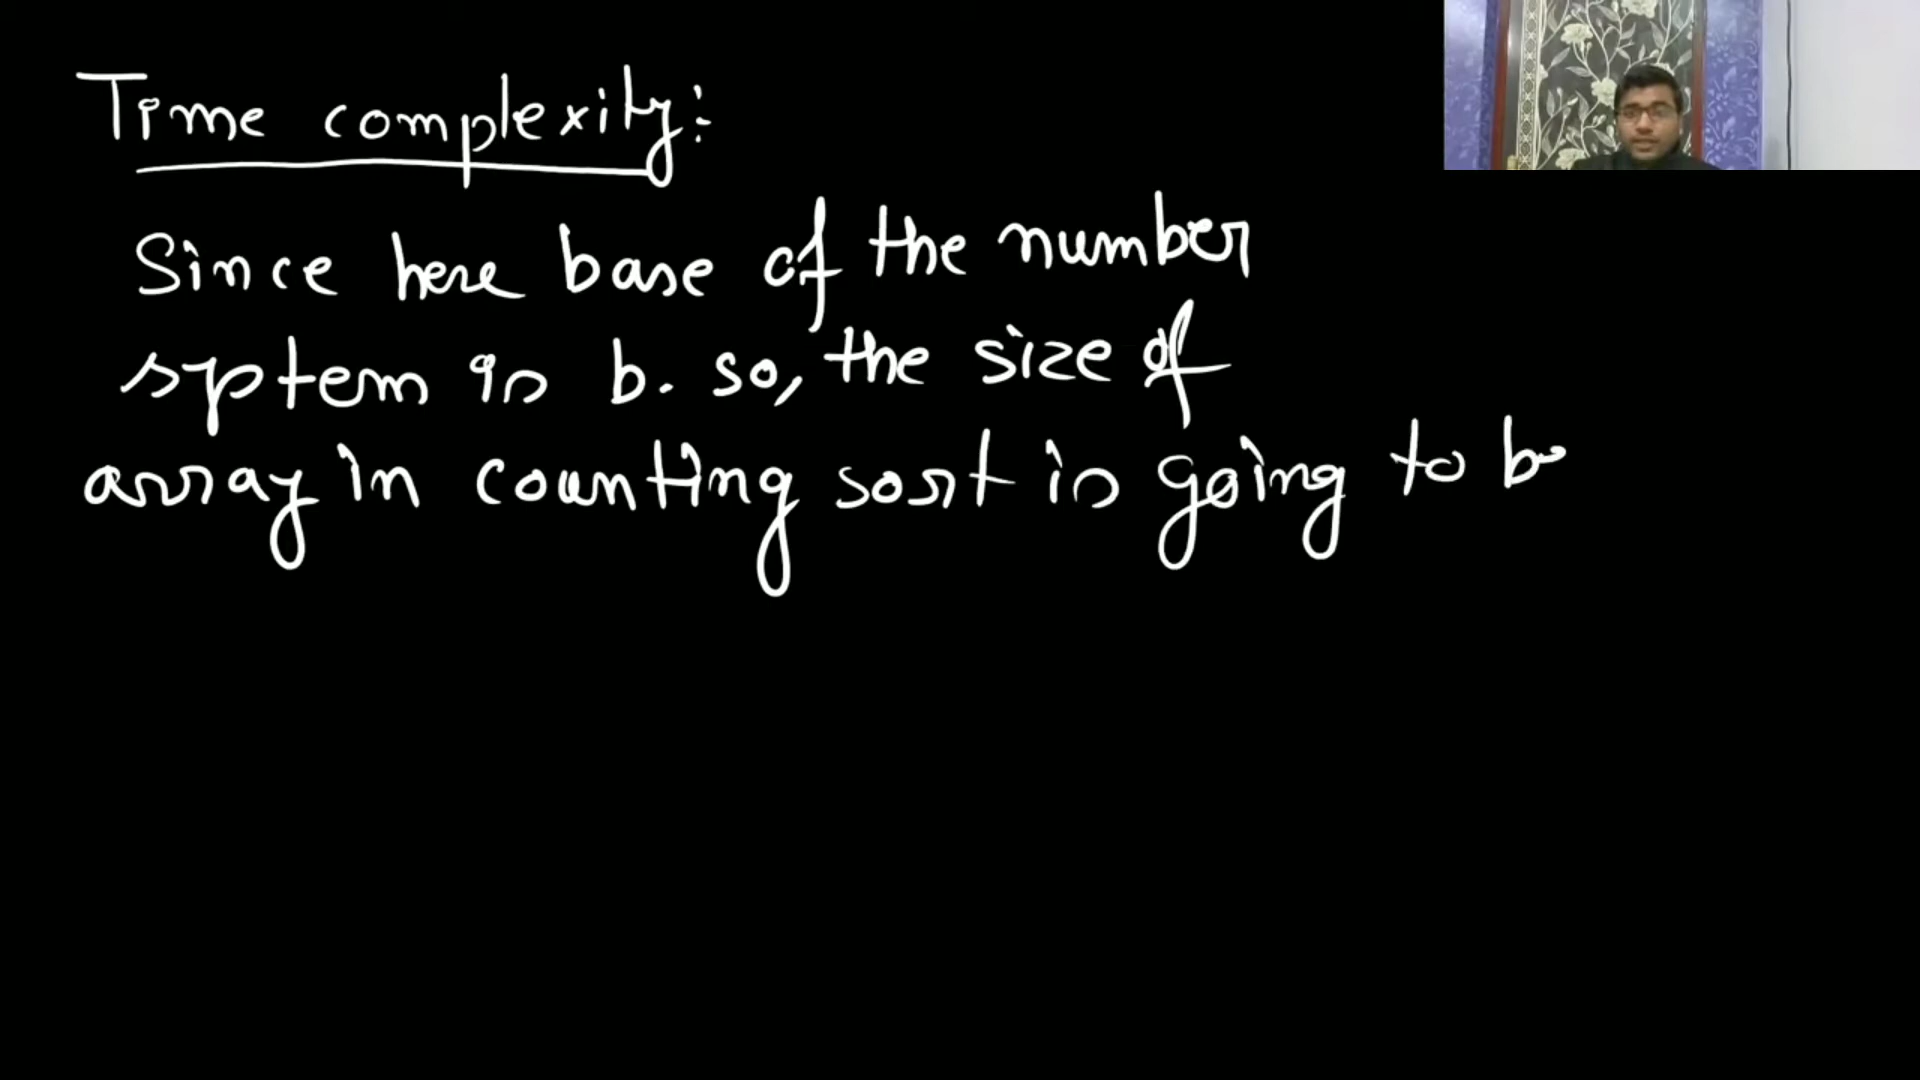 Time complexity:
Since here base of the number
system is b. so, the size of
array in counting sort is going to be